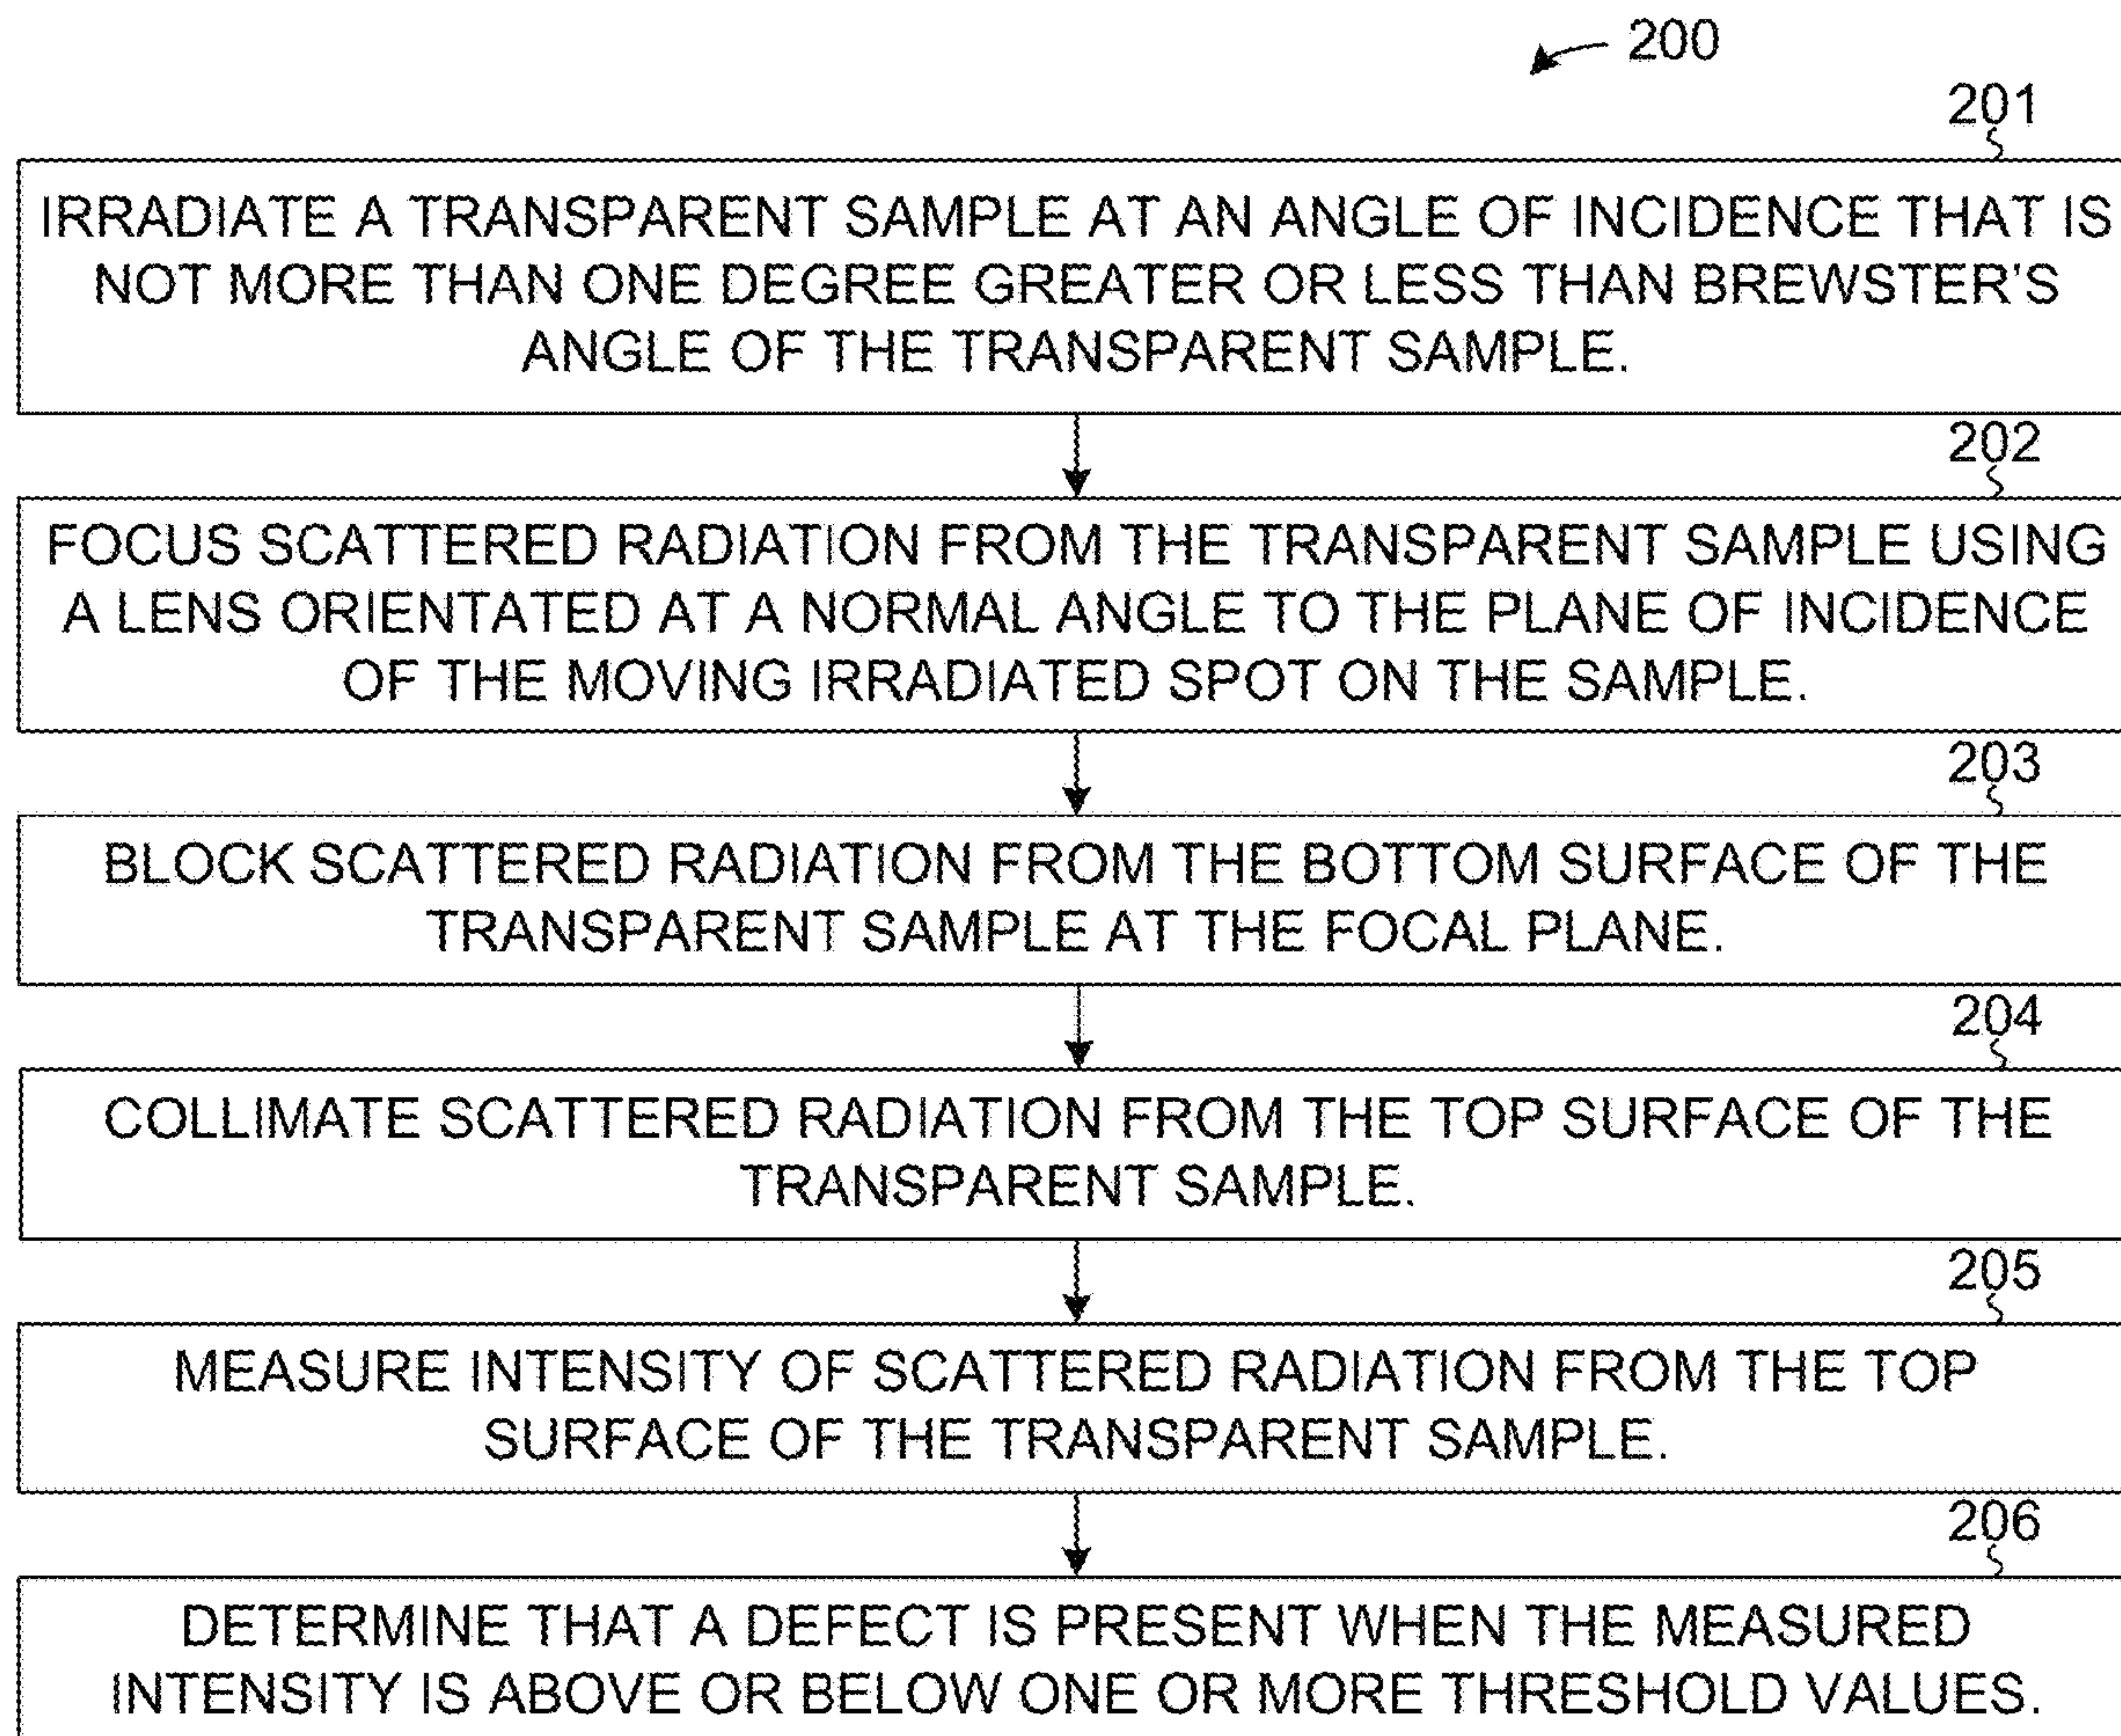 200
201
IRRADIATE A TRANSPARENT SAMPLE AT AN ANGLE OF INCIDENCE THAT IS
NOT MORE THAN ONE DEGREE GREATER OR LESS THAN BREWSTER'S
ANGLE OF THE TRANSPARENT SAMPLE.
202
FOCUS SCATTERED RADIATION FROM THE TRANSPARENT SAMPLE USING
A LENS ORIENTATED AT A NORMAL ANGLE TO THE PLANE OF INCIDENCE
OF THE MOVING IRRADIATED SPOT ON THE SAMPLE.
203
BLOCK SCATTERED RADIATION FROM THE BOTTOM SURFACE OF THE
TRANSPARENT SAMPLE AT THE FOCAL PLANE.
204
COLLIMATE SCATTERED RADIATION FROM THE TOP SURFACE OF THE
TRANSPARENT SAMPLE.
205
MEASURE INTENSITY OF SCATTERED RADIATION FROM THE TOP
SURFACE OF THE TRANSPARENT SAMPLE.
206
DETERMINE THAT A DEFECT IS PRESENT WHEN THE MEASURED
INTENSITY IS ABOVE OR BELOW ONE OR MORE THRESHOLD VALUES.